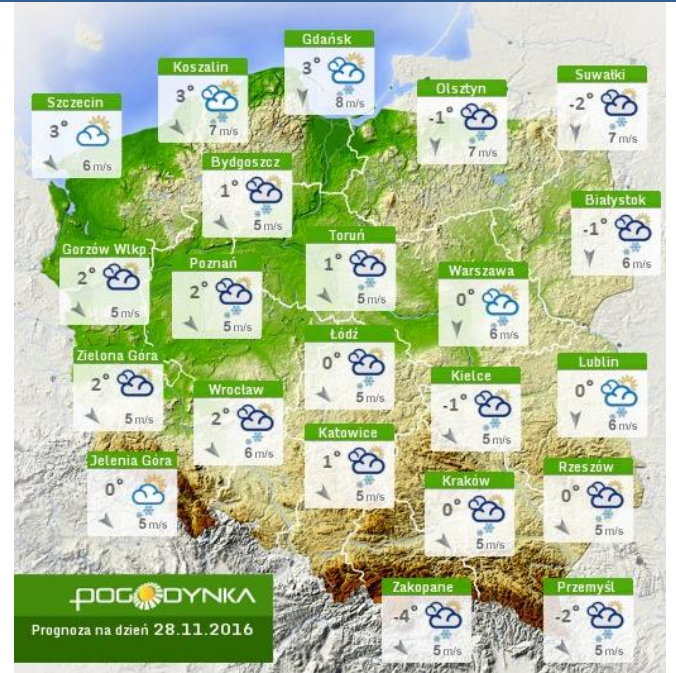 Gdańsk
3°
8 m/s
Koszalin
3°
7 m/s
Suwałki
-2°
7 m/s
Olsztyn
-1°
7 m/s
Szczecin
3°
6 m/s
Bydgoszcz
1°
5 m/s
Białystok
-1°
6 m/s
Toruń
1°
5 m/s
Gorzów Wlkp
2°
5 m/s
Poznań
2°
5 m/s
Warszawa
0°
6 m/s
Łódź
0°
5 m/s
Zielona Góra
2°
5 m/s
Lublin
0°
6 m/s
Kielce
-1°
5 m/s
Wrocław
2°
6 m/s
Katowice
1°
5 m/s
Jelenia Góra
0°
5 m/s
Rzeszów
0°
5 m/s
Kraków
0°
5 m/s
Zakopane
-4°
5 m/s
Przemyśl
-2°
5 m/s
POGODYNKA
Prognoza na dzień 28.11.2016